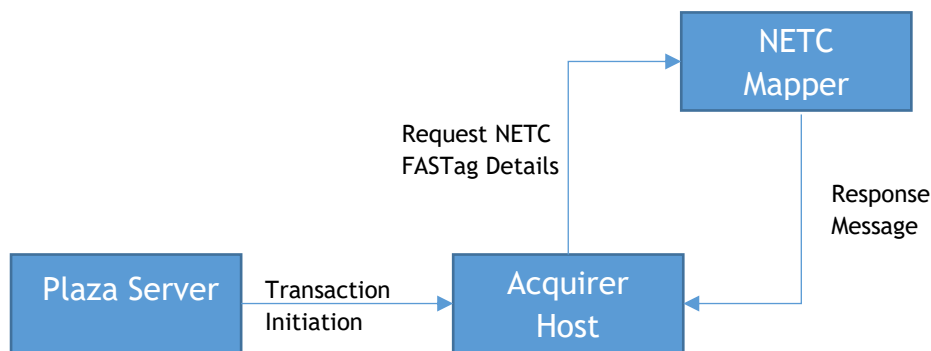 NETC
Mapper
Request NETC
FASTag Details
Response
Message
Plaza Server
Transaction
Initiation
Acquirer
Host